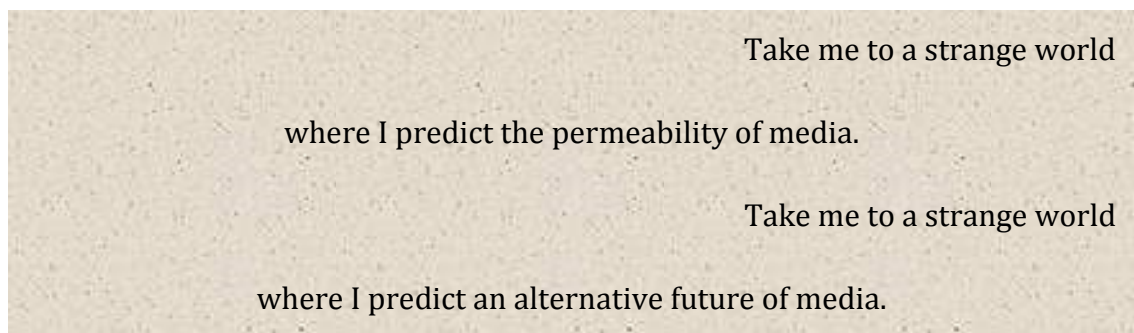 Take me to a strange world
where I predict the permeability of media.
Take me to a strange world
where I predict an alternative future of media.